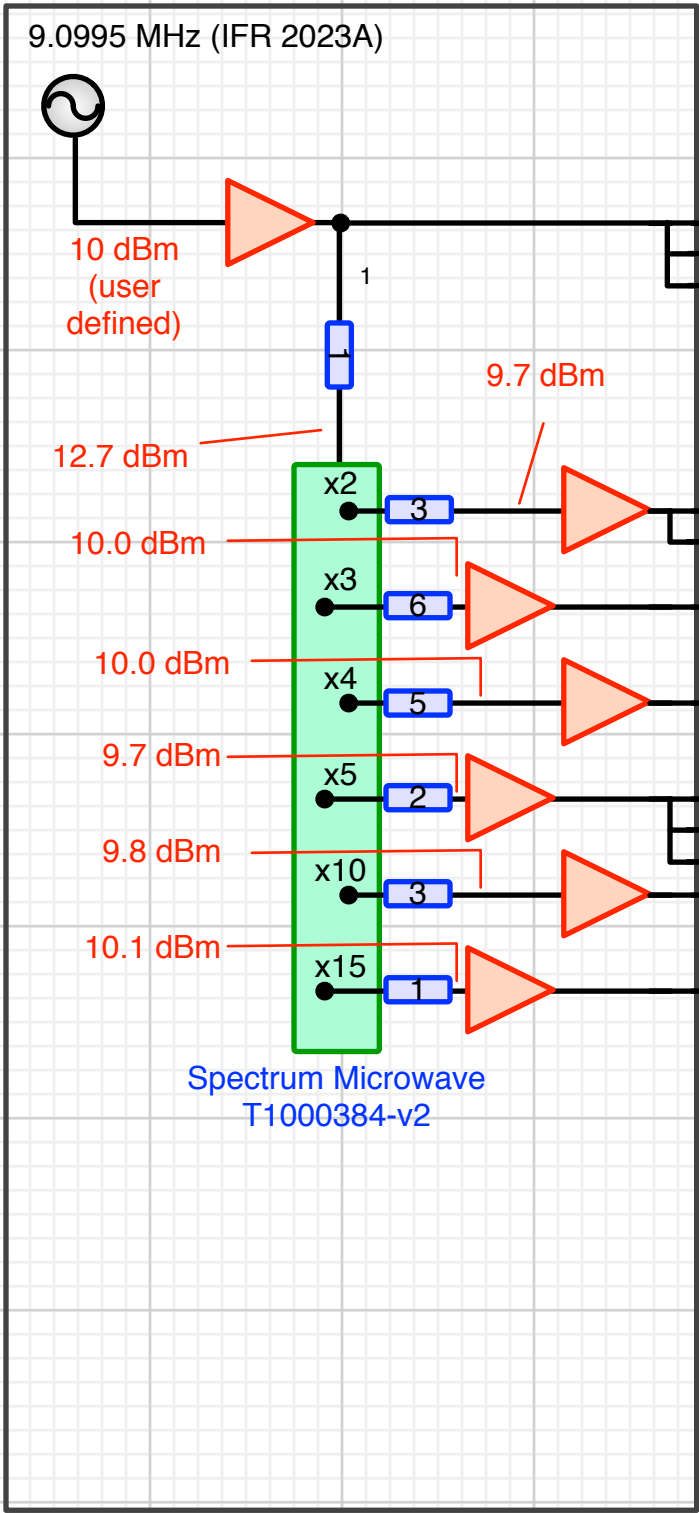 9.0995 MHz (IFR 2023A)
10 dBm
(user
defined)
1
1
9.7 dBm
12.7 dBm
x2
3
10.0 dBm
x3
6
10.0 dBm
x4
5
9.7 dBm
x5
2
9.8 dBm
x10
3
10.1 dBm
x15
1
Spectrum Microwave
T1000384-v2